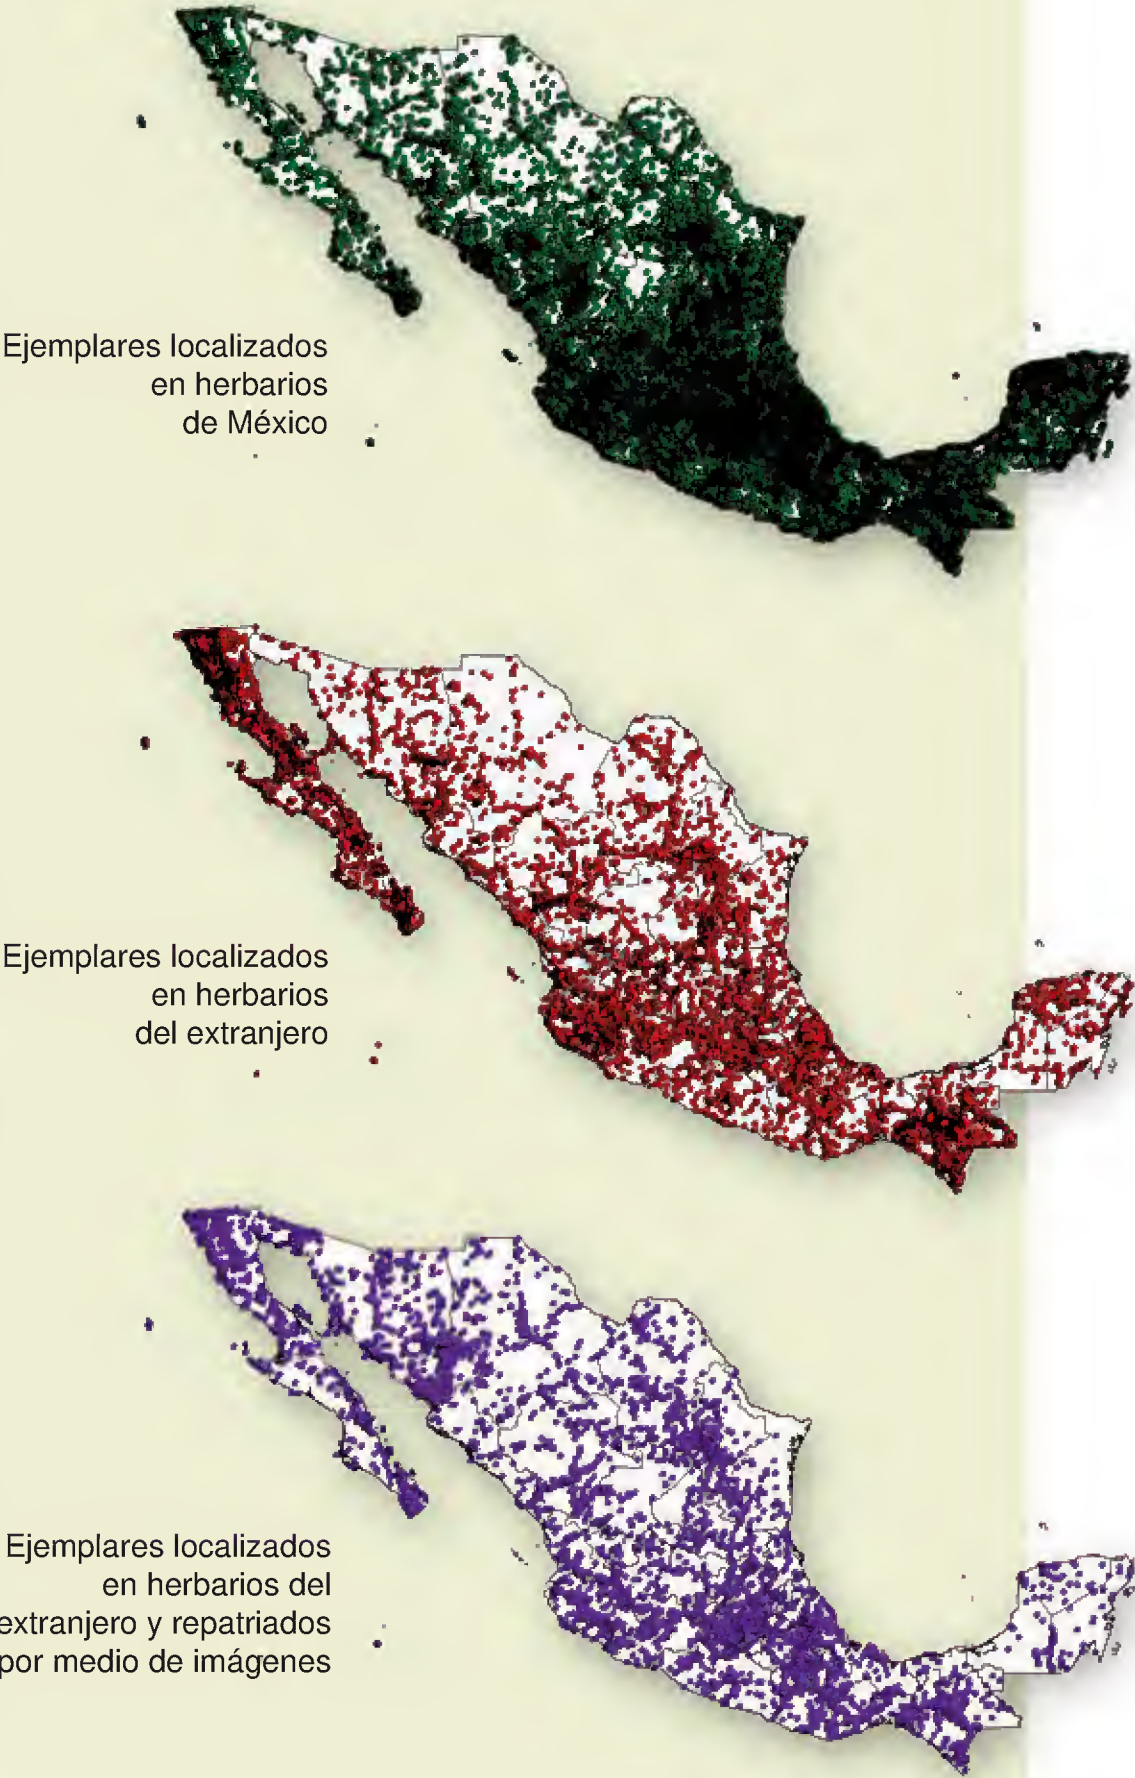 Ejemplares localizados
en herbarios
de México
Ejemplares localizados
en herbarios
del extranjero
Ejemplares localizados
en herbarios del
extranjero y repatriados
por medio de imágenes